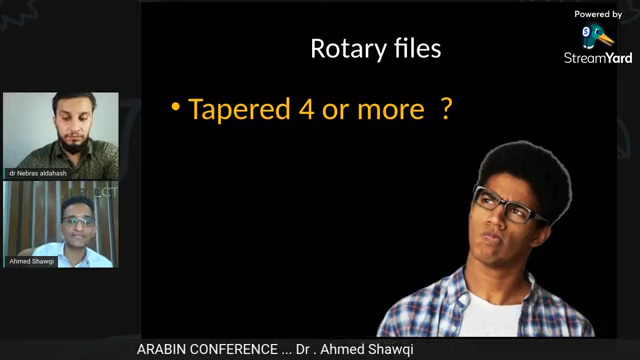 Powered by
StreamYard
Rotary files
• Tapered 4 or more ?
dr Nebras aldahash
Ahmed Shawqi
ARABIN CONFERENCE ... Dr . Ahmed Shawqi